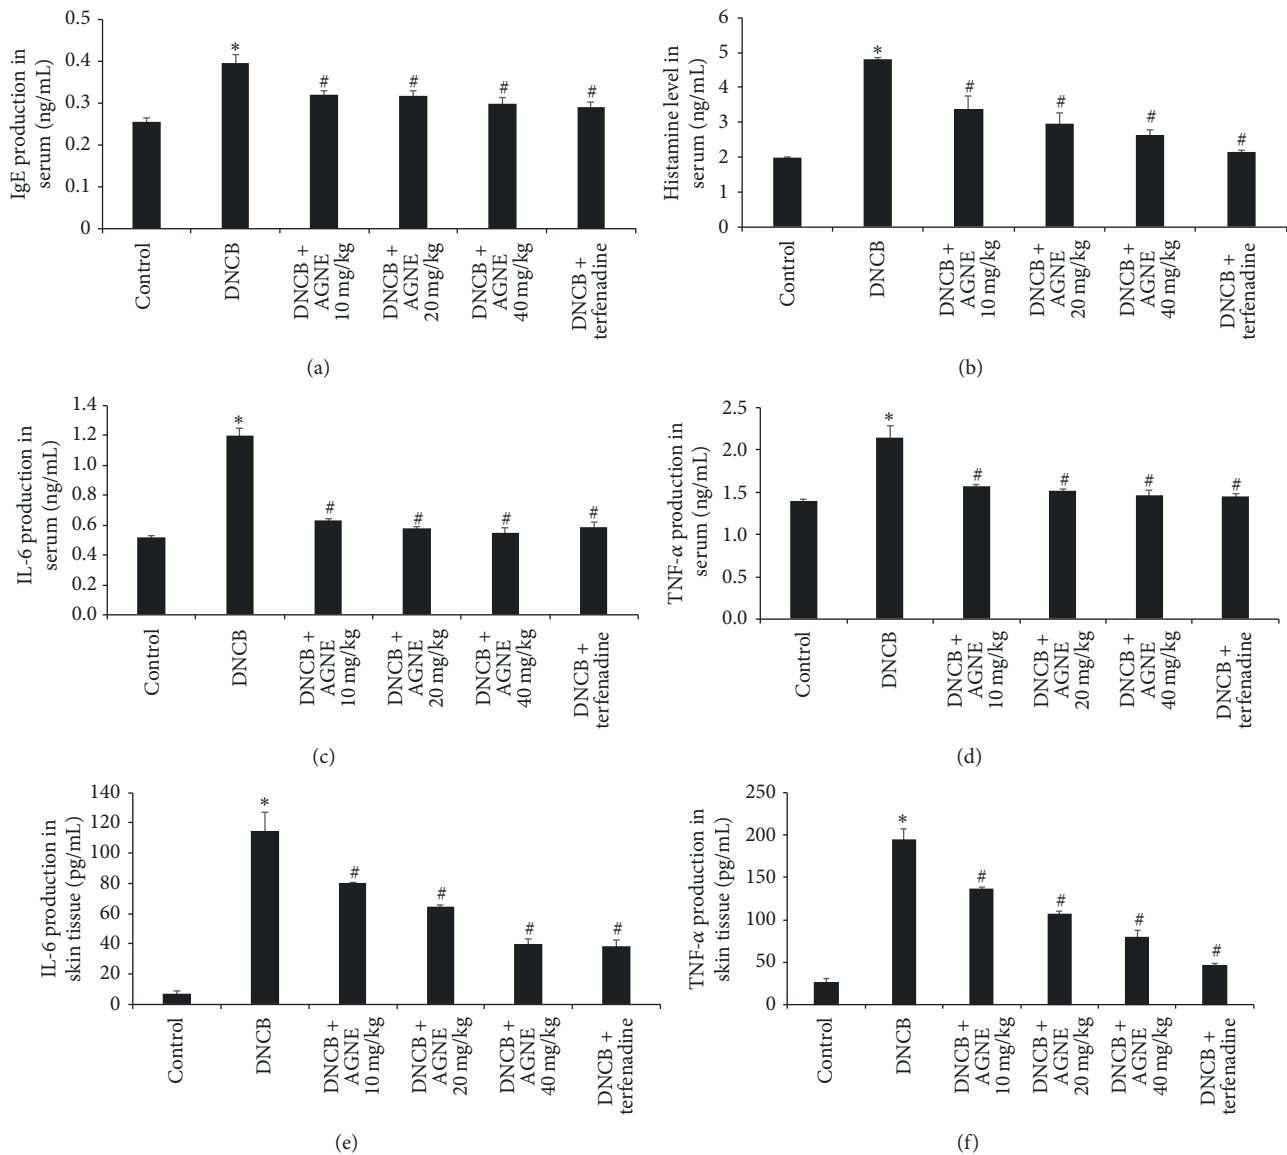 IgE production in
serum (ng/mL)
0.5
0.4
0.3
0.2
0.1
0
*
#
#
#
#
Control
DNCB
DNCB +
AGNE
10 mg/kg
DNCB +
AGNE
20 mg/kg
DNCB +
AGNE
40 mg/kg
DNCB +
terfenadine
(a)
Histamine level in
serum (ng/mL)
6
5
4
3
2
1
0
*
#
#
#
#
Control
DNCB
DNCB +
AGNE
10 mg/kg
DNCB +
AGNE
20 mg/kg
DNCB +
AGNE
40 mg/kg
DNCB +
terfenadine
(b)
IL-6 production in
serum (ng/mL)
1.4
1.2
1.0
0.8
0.6
0.4
0.2
0.0
*
#
#
#
#
Control
DNCB
DNCB +
AGNE
10 mg/kg
DNCB +
AGNE
20 mg/kg
DNCB +
AGNE
40 mg/kg
DNCB +
terfenadine
(c)
TNF-α production in
serum (ng/mL)
2.5
2.0
1.5
1.0
0.5
0.0
*
#
#
#
#
Control
DNCB
DNCB +
AGNE
10 mg/kg
DNCB +
AGNE
20 mg/kg
DNCB +
AGNE
40 mg/kg
DNCB +
terfenadine
(d)
IL-6 production in
skin tissue (pg/mL)
140
120
100
80
60
40
20
0
*
#
#
#
#
Control
DNCB
DNCB +
AGNE
10 mg/kg
DNCB +
AGNE
20 mg/kg
DNCB +
AGNE
40 mg/kg
DNCB +
terfenadine
(e)
TNF-α production in
skin tissue (pg/mL)
250
200
150
100
50
0
*
#
#
#
#
Control
DNCB
DNCB +
AGNE
10 mg/kg
DNCB +
AGNE
20 mg/kg
DNCB +
AGNE
40 mg/kg
DNCB +
terfenadine
(f)